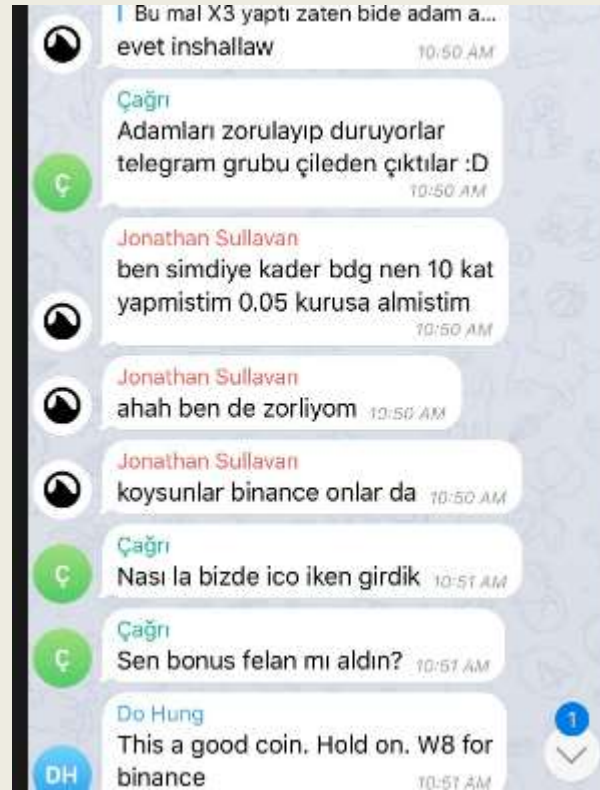 Bu mal X3 yaptı zaten bide adam a...
evet inshallaw 10:50 AM
Çağrı
Adamları zorulayıp duruyorlar
telegram grubu çileden çıktılar :D
10:50 AM
Ç
Jonathan Sullavan
ben simdiye kader bdg nen 10 kat
yapmistim 0.05 kurusa almistim
10:50 AM
Jonathan Sullavan
ahah ben de zorliyom 10:50 AM
Jonathan Sullavan
koysunlar binance onlar da 10:50 AM
Çağrı
Ç
Nası la bizde ico iken girdik 10:51 AM
Çağrı
Ç
Sen bonus felan mı aldın? 10:51 AM
Do Hung
This a good coin. Hold on. W8 for
1
DH
binance 10:51 AM